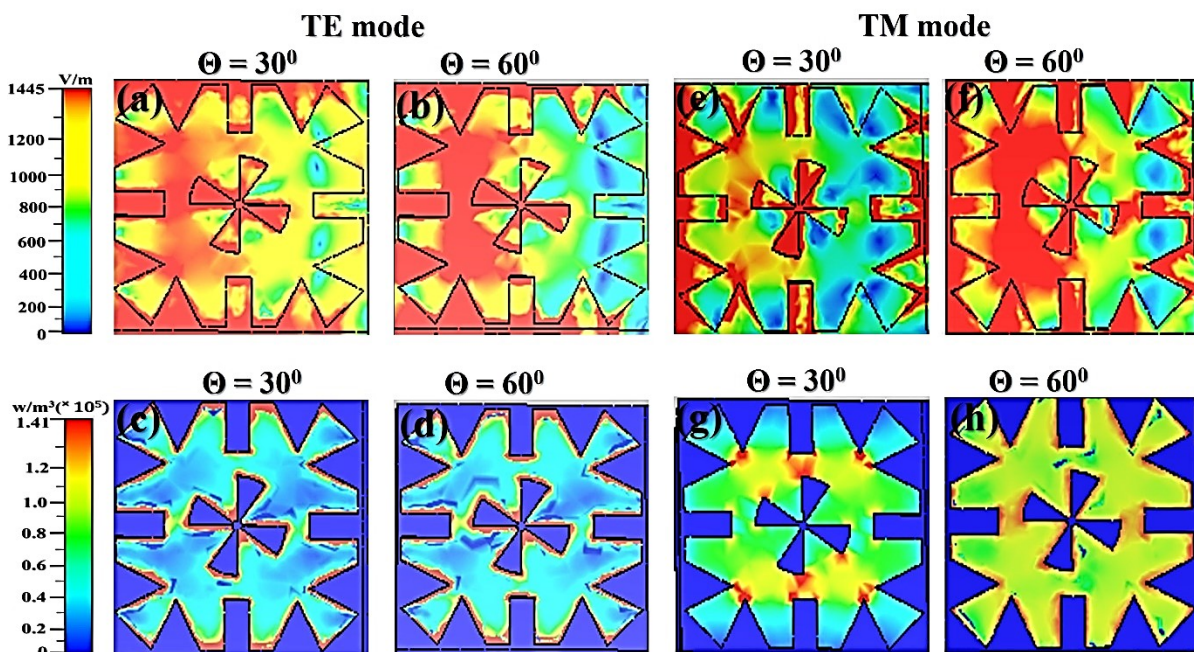 TE mode
TM mode
Θ = 30⁰
Θ = 60⁰
Θ = 30⁰
Θ = 60⁰
V/m
1445
1200
1000
800
600
400
200
0
(a)
(b)
(e)
(f)
Θ = 30⁰
Θ = 60⁰
Θ = 30⁰
Θ = 60⁰
w/m³(× 10⁵)
1.41
1.2
1.0
0.8
0.6
0.4
0.2
0
(c)
(d)
(g)
(h)